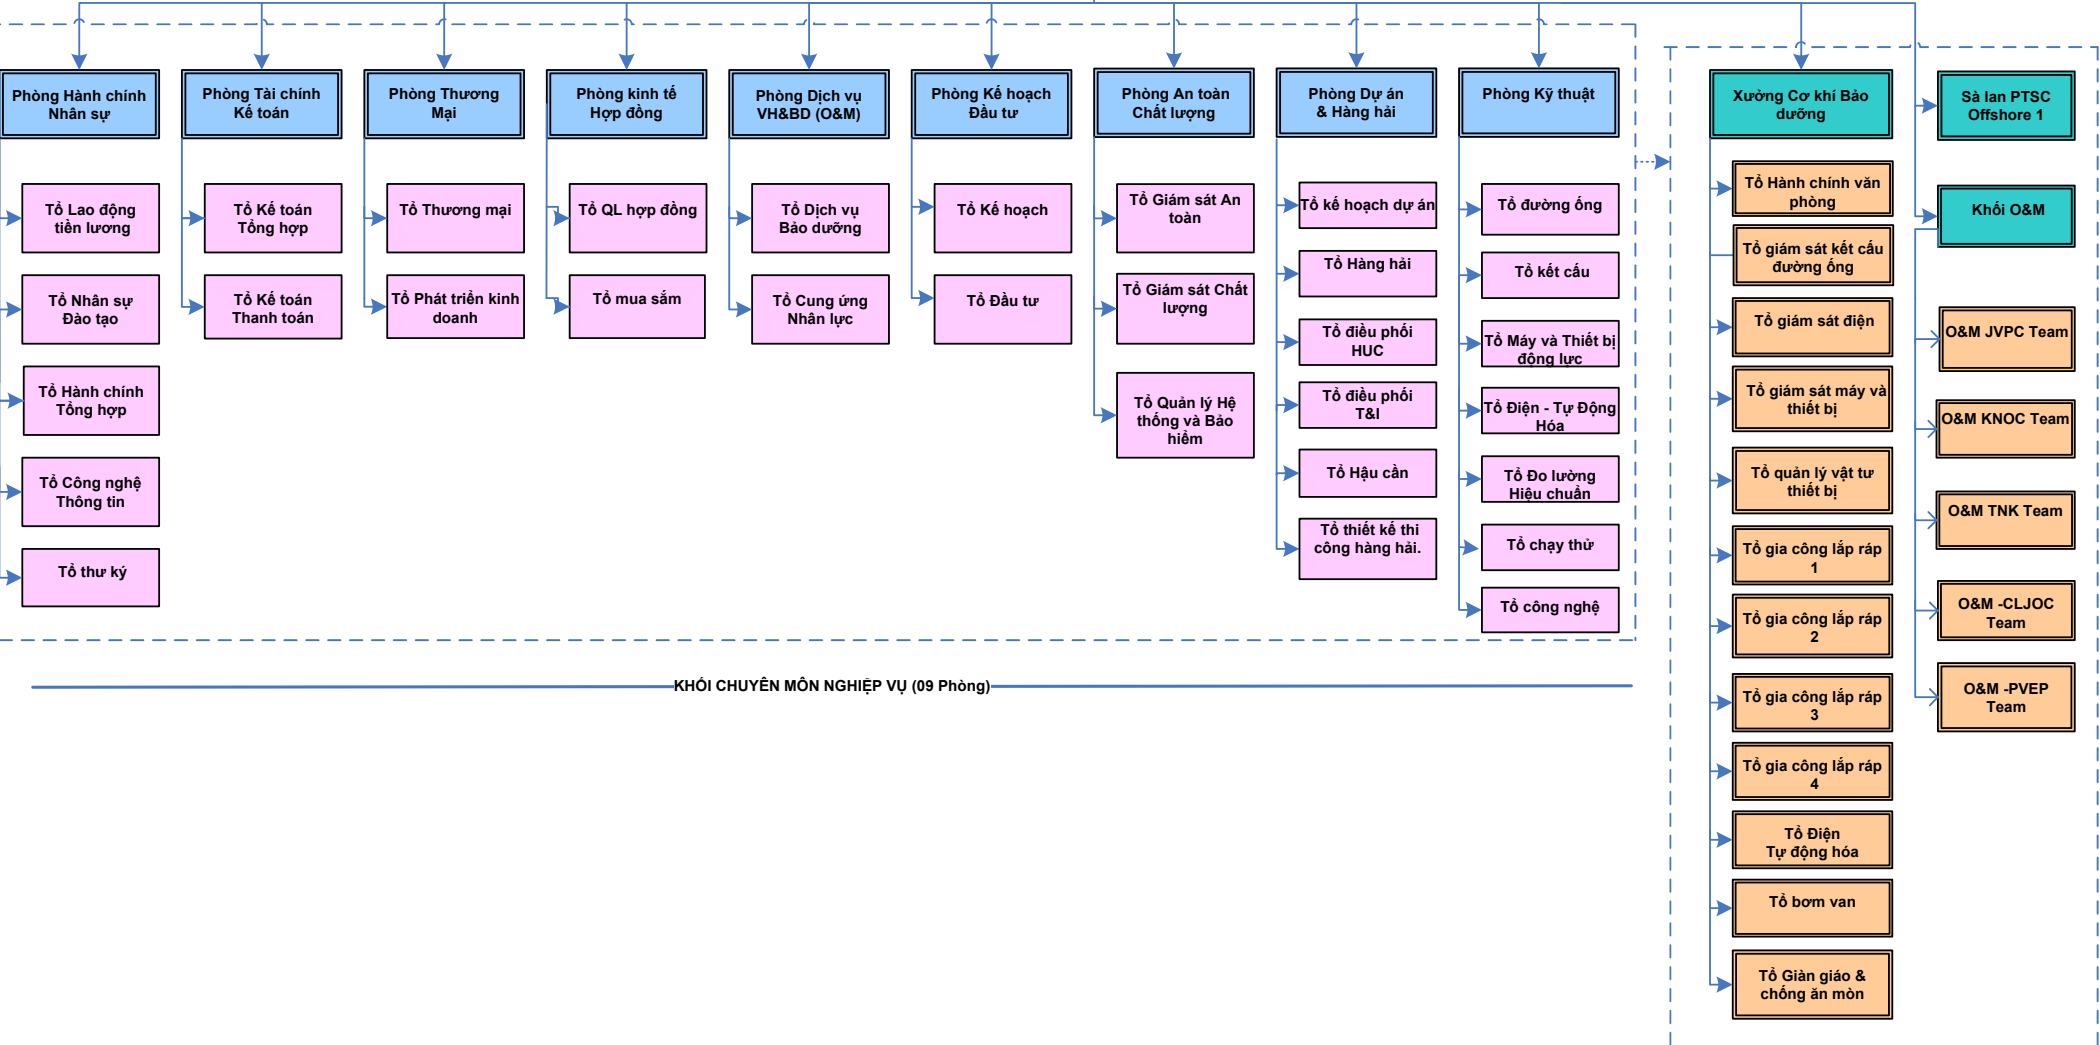 Phòng Hành chính
Nhân sự
Tổ Lao động
tiền lương
Tổ Nhân sự
Đào tạo
Tổ Hành chính
Tổng hợp
Tổ Công nghệ
Thông tin
Tổ thư ký
Phòng Tài chính
Kế toán
Tổ Kế toán
Tổng hợp
Tổ Kế toán
Thanh toán
Phòng Thương
Mại
Tổ Thương mại
Tổ Phát triển kinh
doanh
Phòng kinh tế
Hợp đồng
Tổ QL hợp đồng
Tổ mua sắm
Phòng Dịch vụ
VH&BD (O&M)
Tổ Dịch vụ
Bảo dưỡng
Tổ Cung ứng
Nhân lực
Phòng Kế hoạch
Đầu tư
Tổ Kế hoạch
Tổ Đầu tư
Phòng An toàn
Chất lượng
Tổ Giám sát An
toàn
Tổ Giám sát Chất
lượng
Tổ Quản lý Hệ
thống và Bảo
hiểm
Phòng Dự án
& Hàng hải
Tổ kế hoạch dự án
Tổ Hàng hải
Tổ điều phối
HUC
Tổ điều phối
T&I
Tổ Hậu cần
Tổ thiết kế thi
công hàng hải.
Phòng Kỹ thuật
Tổ đường ống
Tổ kết cấu
Tổ Máy và Thiết bị
động lực
Tổ Điện - Tự Động
Hóa
Tổ Đo lường
Hiệu chuẩn
Tổ chạy thử
Tổ công nghệ
KHỐI CHUYÊN MÔN NGHIỆP VỤ (09 Phòng)
Xưởng Cơ khí Bảo
dưỡng
Tổ Hành chính văn
phòng
Tổ giám sát kết cấu
đường ống
Tổ giám sát điện
Tổ giám sát máy và
thiết bị
Tổ quản lý vật tư
thiết bị
Tổ gia công lắp ráp
1
Tổ gia công lắp ráp
2
Tổ gia công lắp ráp
3
Tổ gia công lắp ráp
4
Tổ Điện
Tự động hóa
Tổ bơm van
Tổ Giàn giáo &
chống ăn mòn
Sà lan PTSC
Offshore 1
Khối O&M
O&M JVPC Team
O&M KNOC Team
O&M TNK Team
O&M -CLJOC
Team
O&M -PVEP
Team